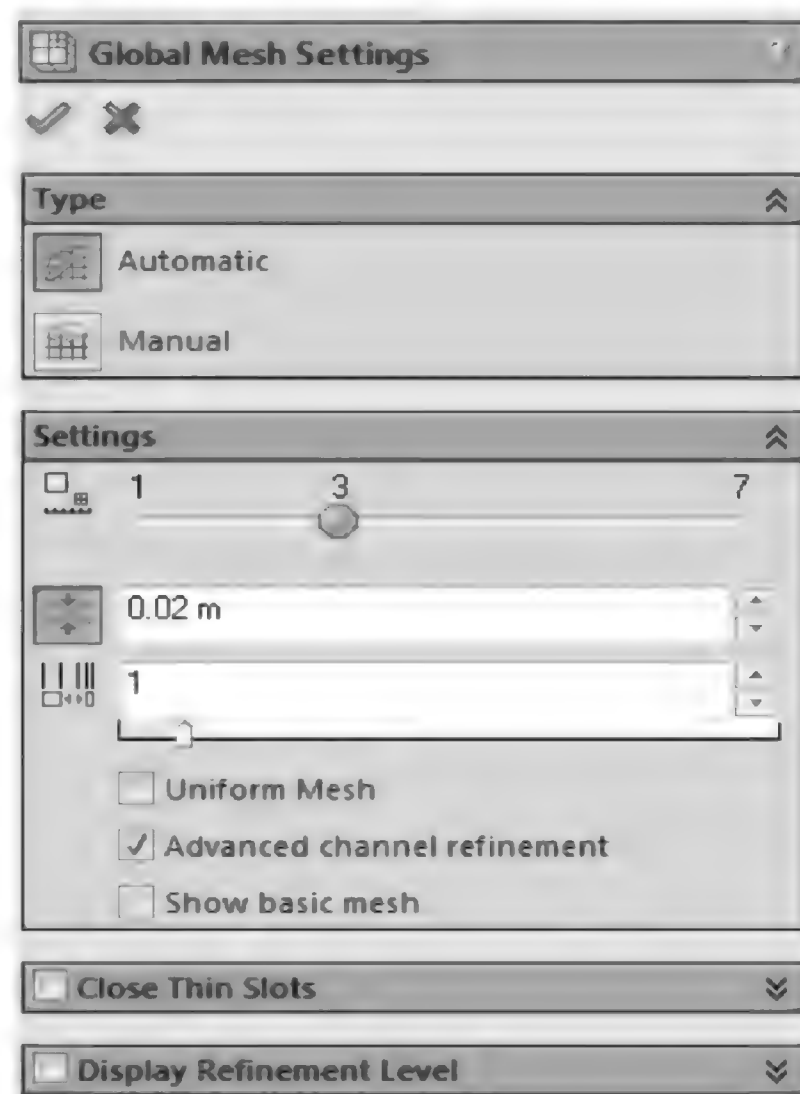 Global Mesh Settings
Type
Automatic
Manual
Settings
1 3 7
0.02 m
1
Uniform Mesh
Advanced channel refinement
Show basic mesh
Close Thin Slots
Display Refinement Level